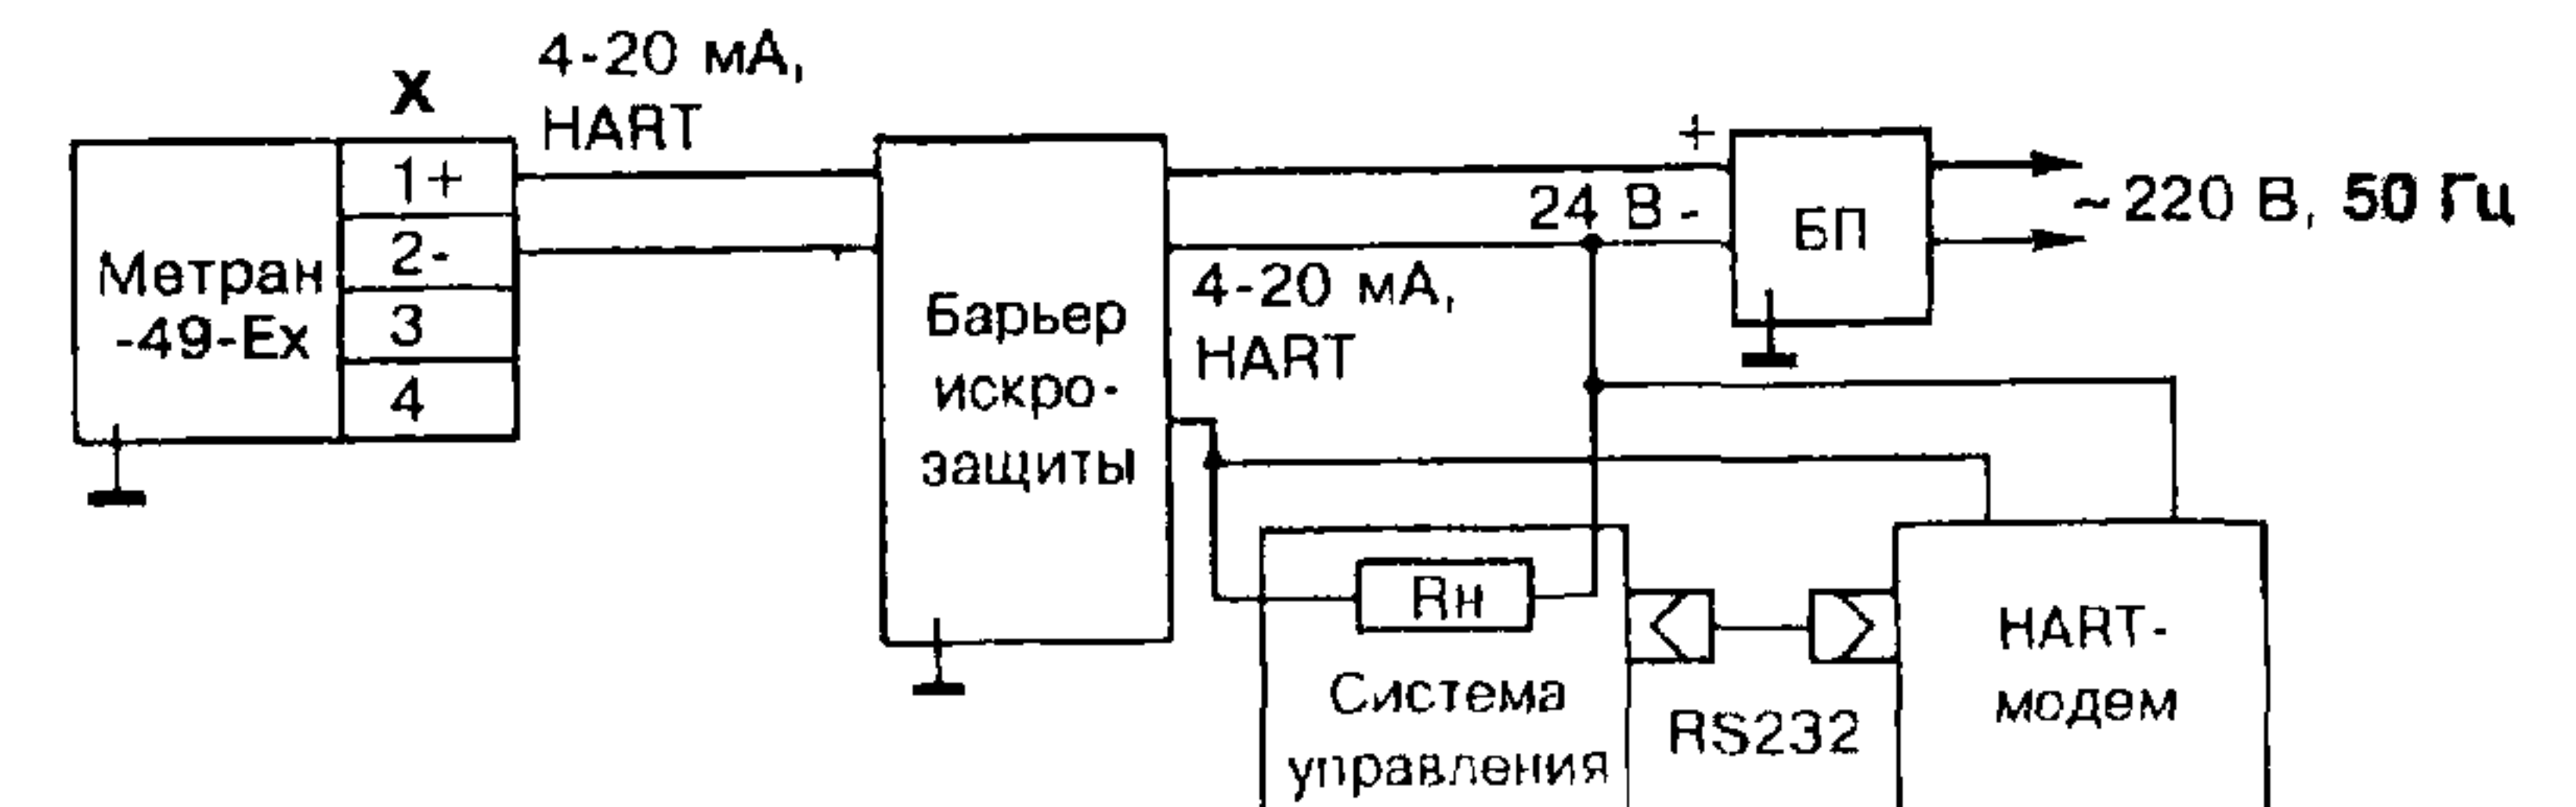 X
4-20 мА,
HART
1+
2-
3
4
Метран
-49-Ex
Барьер
искро-
защиты
+
24 В -
БП
~220 В, 50 Гц
4-20 мА,
HART
Rн
Система
управления
RS232
HART-
модем